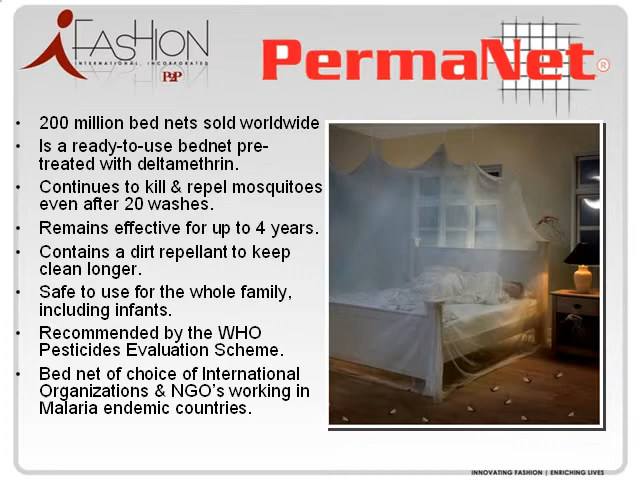 iFASHION
INTERNATIONAL, INCORPORATED
P2P
PermaNet®
• 200 million bed nets sold worldwide
• Is a ready-to-use bednet pre-
treated with deltamethrin.
• Continues to kill & repel mosquitoes
even after 20 washes.
• Remains effective for up to 4 years.
• Contains a dirt repellant to keep
clean longer.
• Safe to use for the whole family,
including infants.
• Recommended by the WHO
Pesticides Evaluation Scheme.
• Bed net of choice of International
Organizations & NGO's working in
Malaria endemic countries.
INNOVATING FASHION | ENRICHING LIVES